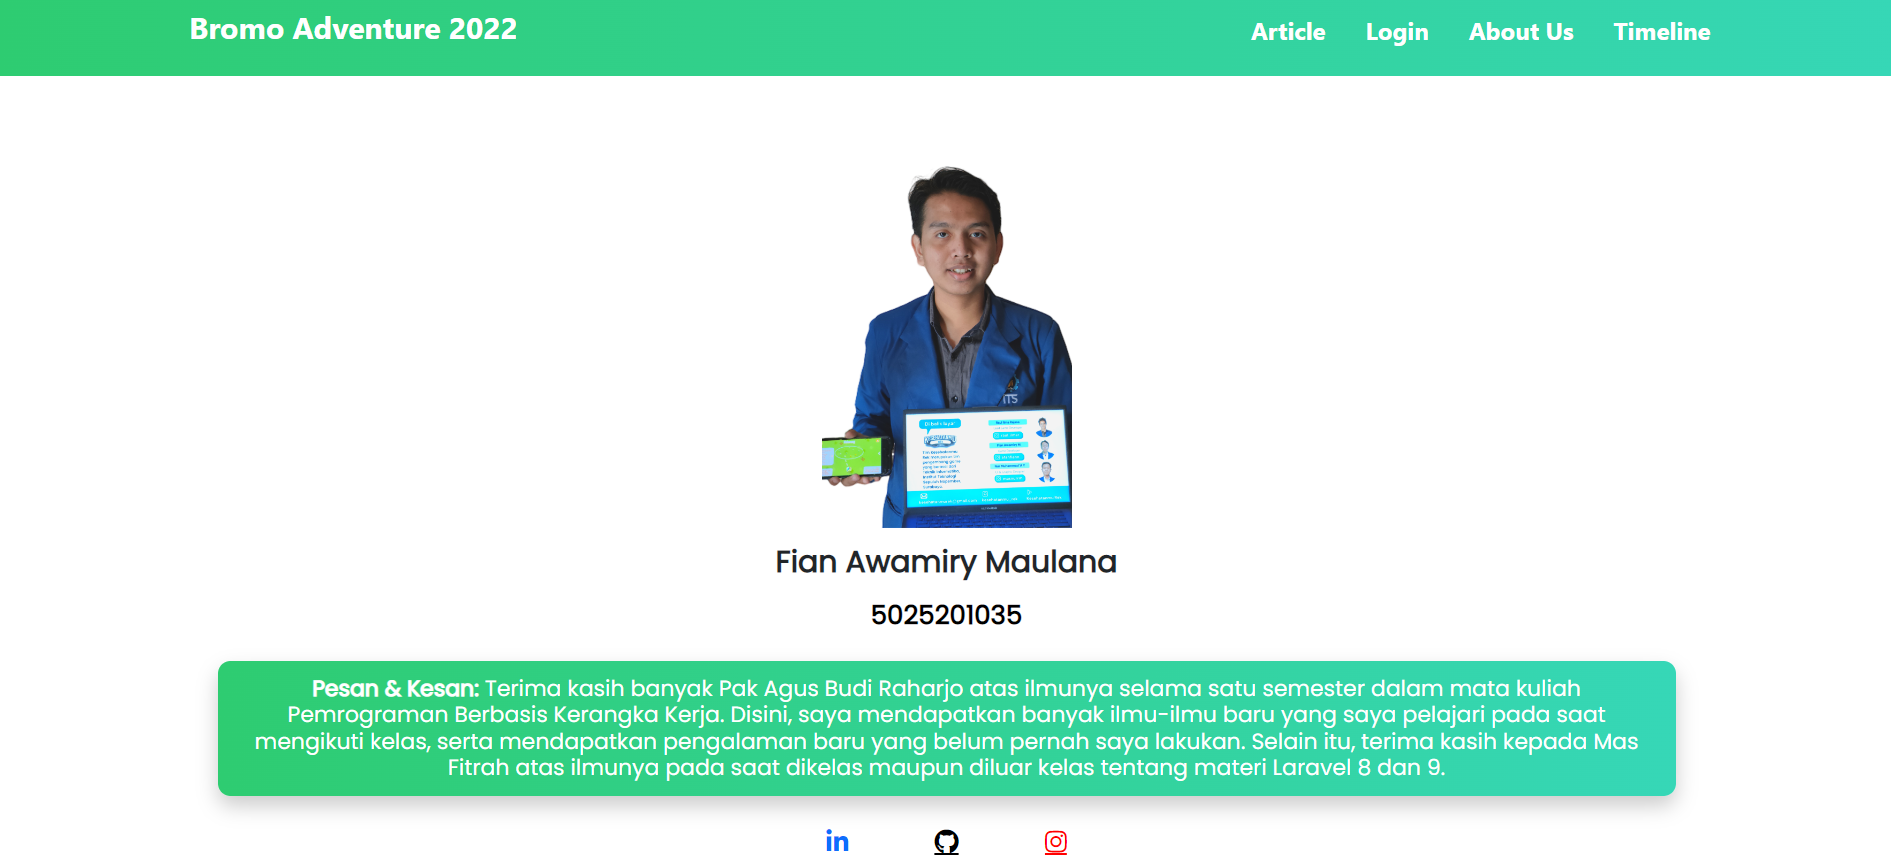 Bromo Adventure 2022
Article Login About Us Timeline
ITS
Fian Awamiry Maulana
5025201035
Pesan & Kesan: Terima kasih banyak Pak Agus Budi Raharjo atas ilmunya selama satu semester dalam mata kuliah
Pemrograman Berbasis Kerangka Kerja. Disini, saya mendapatkan banyak ilmu-ilmu baru yang saya pelajari pada saat
mengikuti kelas, serta mendapatkan pengalaman baru yang belum pernah saya lakukan. Selain itu, terima kasih kepada Mas
Fitrah atas ilmunya pada saat dikelas maupun diluar kelas tentang materi Laravel 8 dan 9.
in